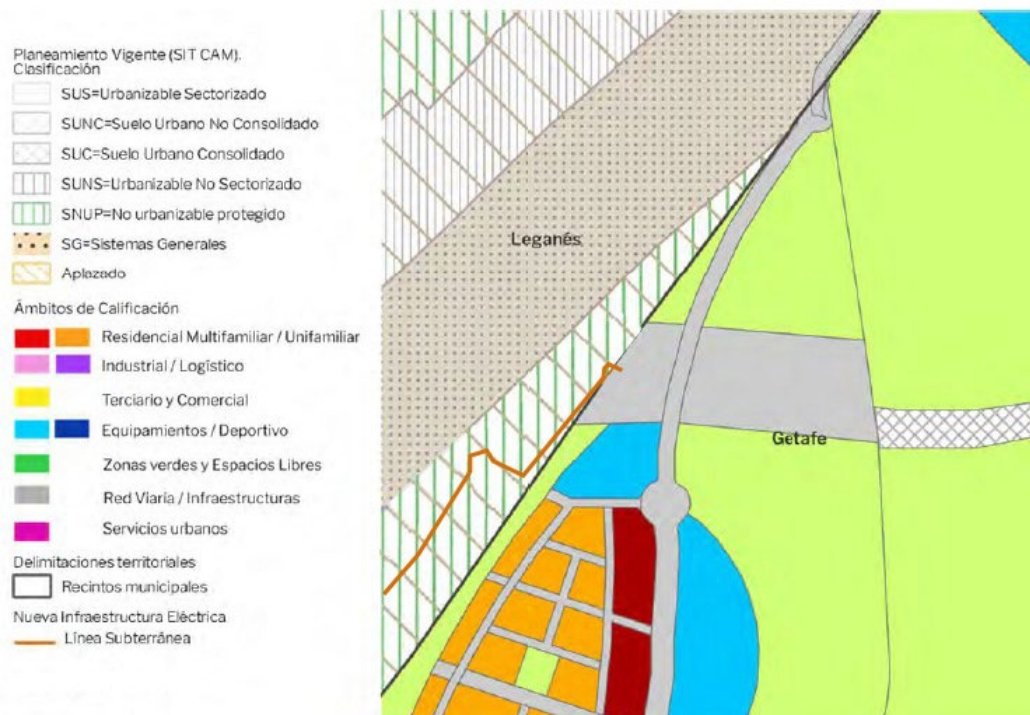 Planeamiento Vigente (SIT CAM).
Clasificación
SUS=Urbanizable Sectorizado
SUNC=Suelo Urbano No Consolidado
SUC=Suelo Urbano Consolidado
SUNS=Urbanizable No Sectorizado
SNUP=No urbanizable protegido
SG=Sistemas Generales
Aplazado
Ámbitos de Calificación
Residencial Multifamiliar / Unifamiliar
Industrial / Logístico
Terciario y Comercial
Equipamientos / Deportivo
Zonas verdes y Espacios Libres
Red Viaria / Infraestructuras
Servicios urbanos
Delimitaciones territoriales
Recintos municipales
Nueva Infraestructura Eléctrica
Línea Subterránea
Leganés
Getafe